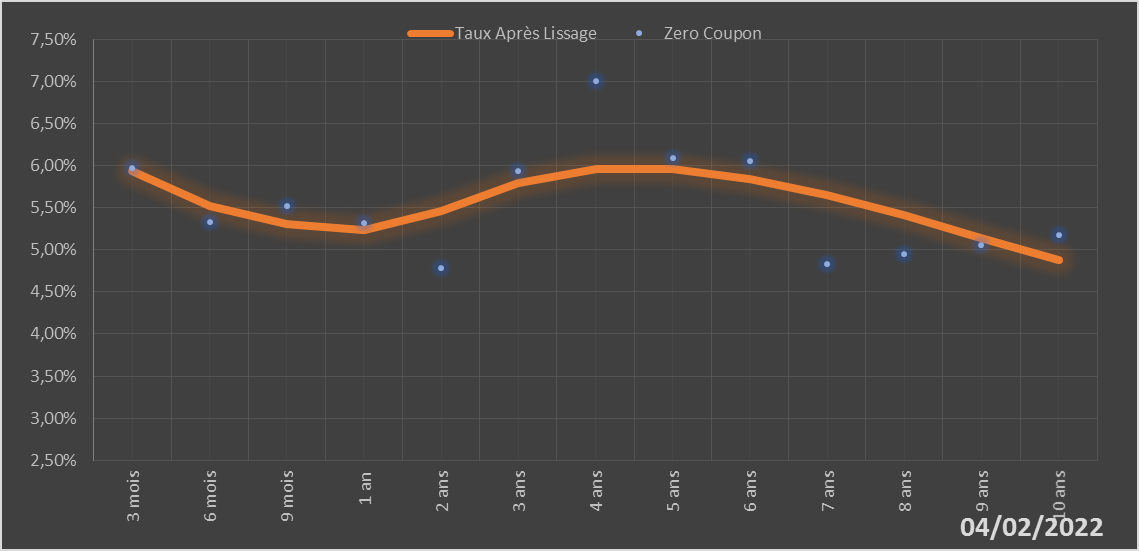 Taux Après Lissage
Zero Coupon
7,50%
7,00%
6,50%
6,00%
5,50%
5,00%
4,50%
4,00%
3,50%
3,00%
2,50%
3 mois
6 mois
9 mois
1 an
2 ans
3 ans
4 ans
5 ans
6 ans
7 ans
8 ans
9 ans
10 ans
04/02/2022